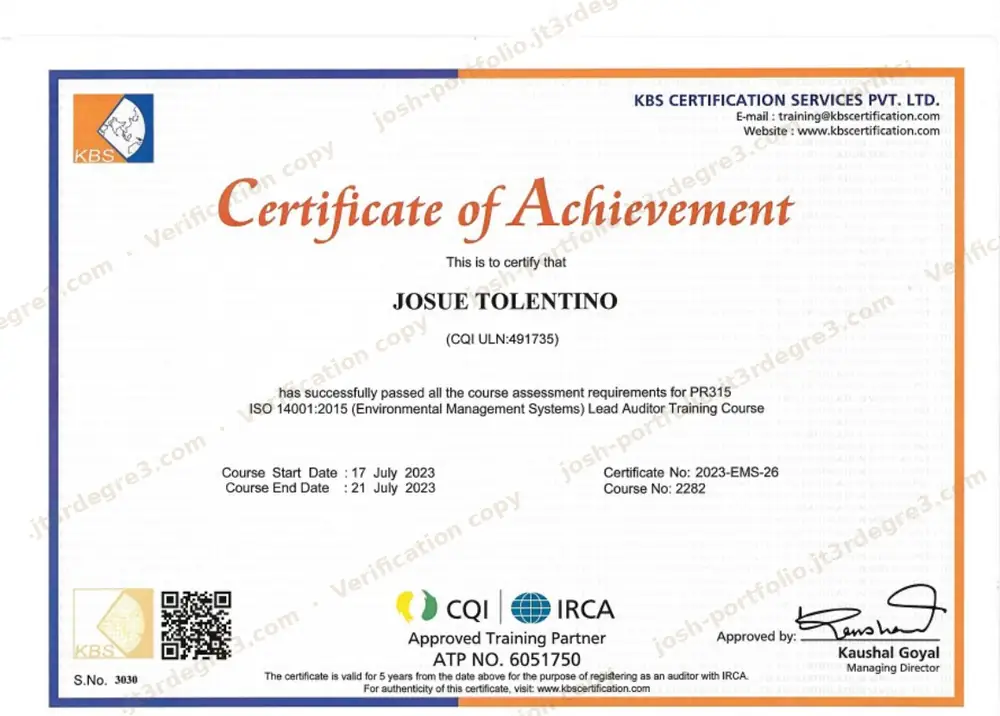 KBS CERTIFICATION SERVICES PVT. LTD.
E-mail : training@kbscertification.com
Website : www.kbscertification.com
KBS
Certificate of Achievement
This is to certify that
JOSUE TOLENTINO
(CQI ULN:491735)
has successfully passed all the course assessment requirements for PR315
ISO 14001:2015 (Environmental Management Systems) Lead Auditor Training Course
Course Start Date : 17 July 2023
Course End Date : 21 July 2023
Certificate No: 2023-EMS-26
Course No: 2282
KBS
S.No. 3030
CQI IRCA
Approved Training Partner
ATP NO. 6051750
The certificate is valid for 5 years from the date above for the purpose of registering as an auditor with IRCA.
For authenticity of this certificate, visit: www.kbscertification.com
Approved by:
Kaushal Goyal
Managing Director
Verification copy · josh-portfolio.jt3rdegre3.com